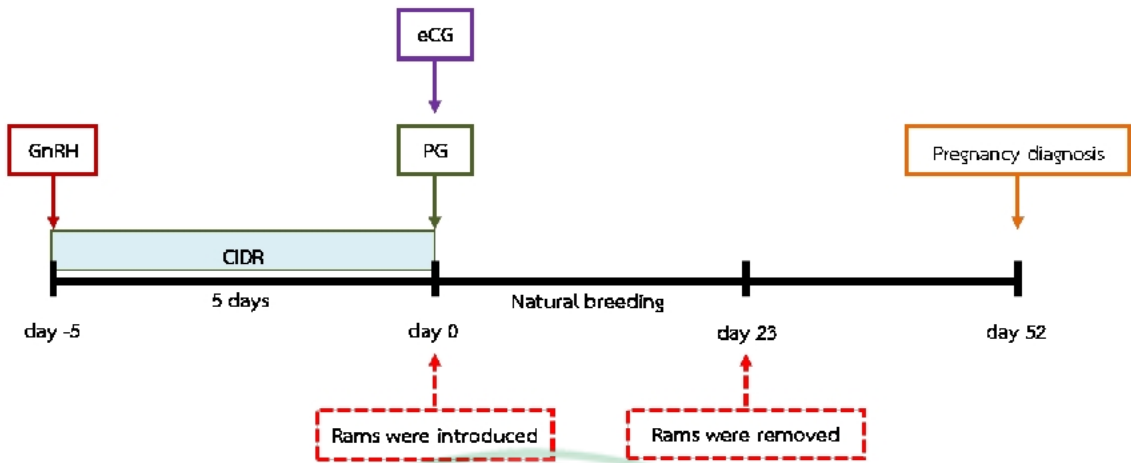 eCG
GnRH
PG
Pregnancy diagnosis
CIDR
5 days
Natural breeding
day -5
day 0
day 23
day 52
Rams were introduced
Rams were removed